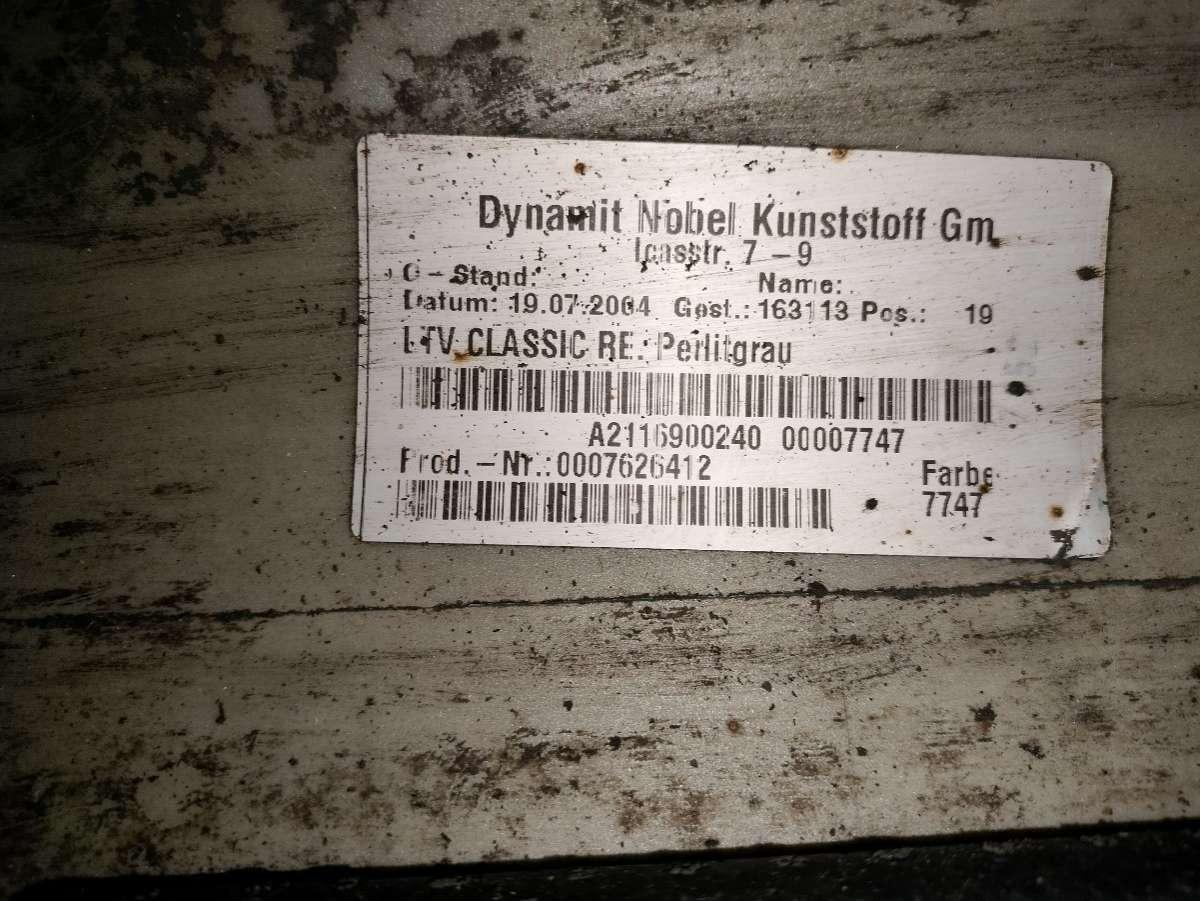 Dynamit Nobel Kunststoff Gm
7 - 9
- Stand: Name:
Datum: 19.07.2004 Gest.: 163113 Pos.: 19
LTV CLASSIC RE.: Perlitgrau
A2116900240 00007747
Prod.-Nr.:0007626412 Farbe
7747